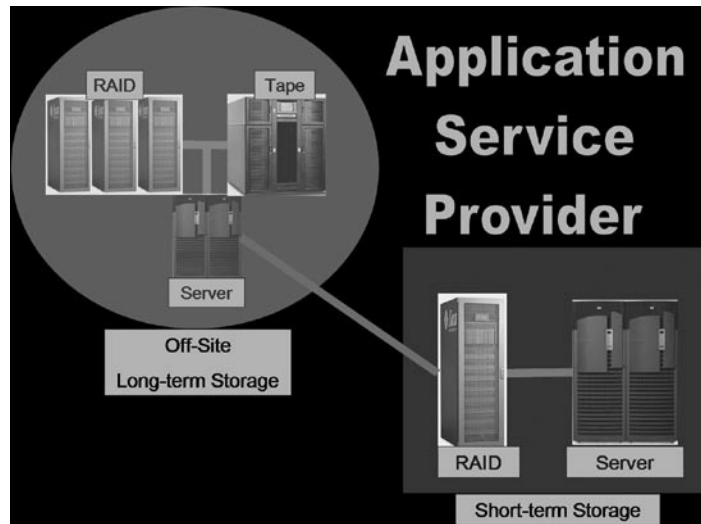 Application
Service
Provider
RAID
Tape
Server
Off-Site
Long-term Storage
RAID
Server
Short-term Storage